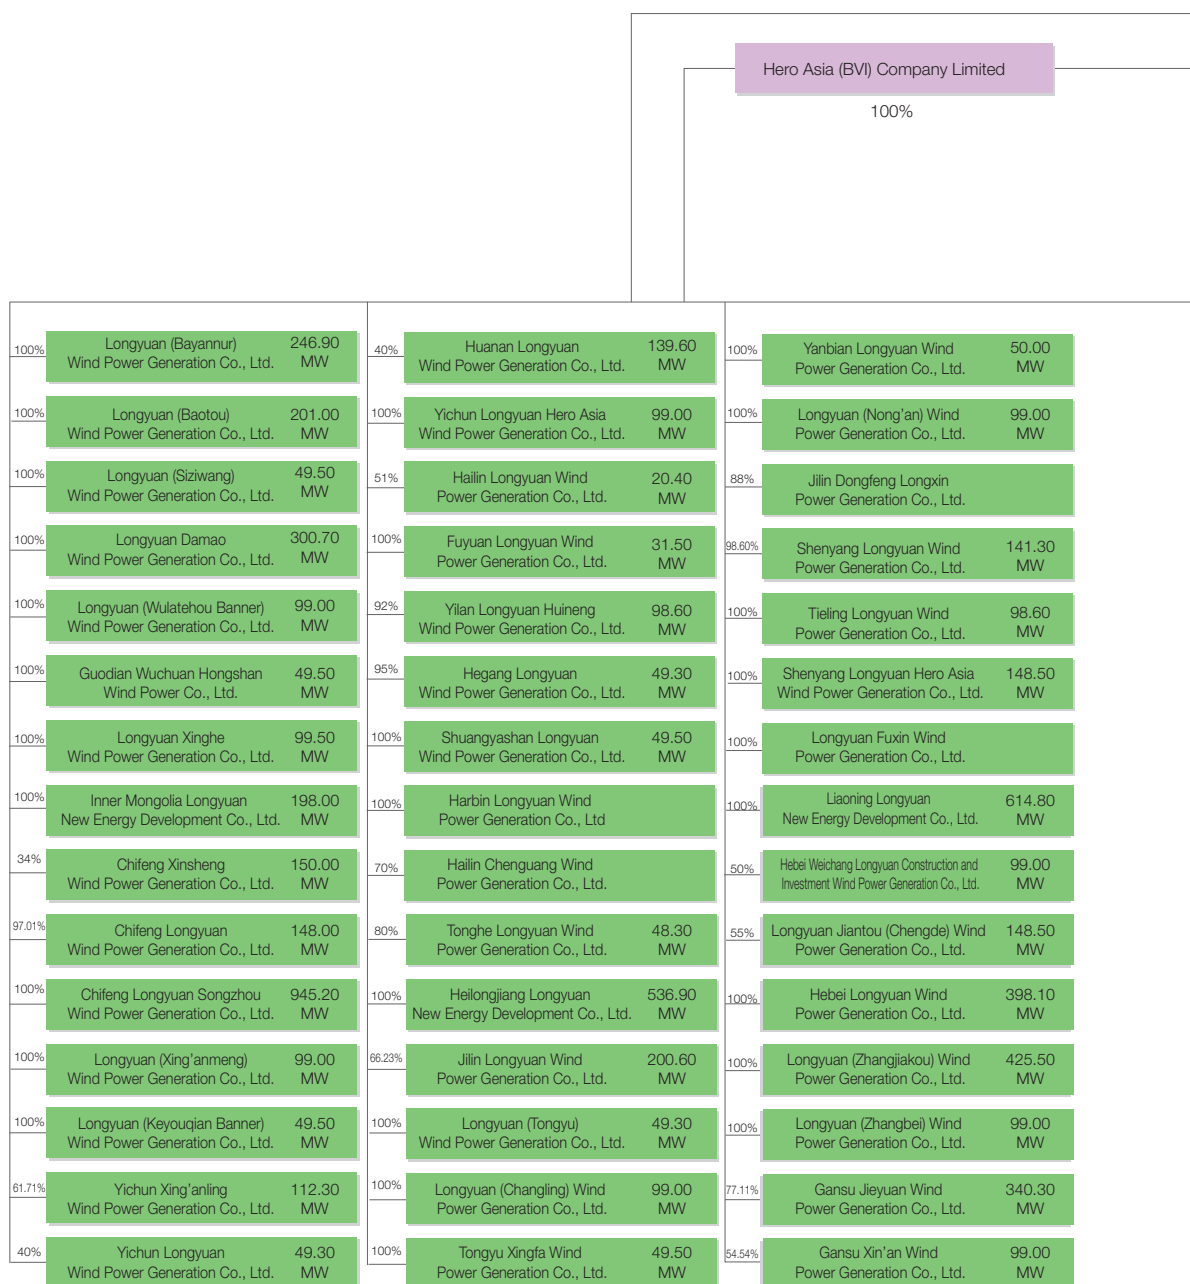 Hero Asia (BVI) Company Limited
100%
100%
Longyuan (Bayannur)
Wind Power Generation Co., Ltd.
246.90
MW
100%
Longyuan (Baotou)
Wind Power Generation Co., Ltd.
201.00
MW
100%
Longyuan (Siziwang)
Wind Power Generation Co., Ltd.
49.50
MW
100%
Longyuan Damao
Wind Power Generation Co., Ltd.
300.70
MW
100%
Longyuan (Wulatehou Banner)
Wind Power Generation Co., Ltd.
99.00
MW
100%
Guodian Wuchuan Hongshan
Wind Power Co., Ltd.
49.50
MW
100%
Longyuan Xinghe
Wind Power Generation Co., Ltd.
99.50
MW
100%
Inner Mongolia Longyuan
New Energy Development Co., Ltd.
198.00
MW
34%
Chifeng Xinsheng
Wind Power Generation Co., Ltd.
150.00
MW
97.01%
Chifeng Longyuan
Wind Power Generation Co., Ltd.
148.00
MW
100%
Chifeng Longyuan Songzhou
Wind Power Generation Co., Ltd.
945.20
MW
100%
Longyuan (Xing'anmeng)
Wind Power Generation Co., Ltd.
99.00
MW
100%
Longyuan (Keyouqian Banner)
Wind Power Generation Co., Ltd.
49.50
MW
61.71%
Yichun Xing'anling
Wind Power Generation Co., Ltd.
112.30
MW
40%
Yichun Longyuan
Wind Power Generation Co., Ltd.
49.30
MW
40%
Huanan Longyuan
Wind Power Generation Co., Ltd.
139.60
MW
100%
Yichun Longyuan Hero Asia
Wind Power Generation Co., Ltd.
99.00
MW
51%
Hailin Longyuan Wind
Power Generation Co., Ltd.
20.40
MW
100%
Fuyuan Longyuan Wind
Power Generation Co., Ltd.
31.50
MW
92%
Yilan Longyuan Huineng
Wind Power Generation Co., Ltd.
98.60
MW
95%
Hegang Longyuan
Wind Power Generation Co., Ltd.
49.30
MW
100%
Shuangyashan Longyuan
Wind Power Generation Co., Ltd.
49.50
MW
100%
Harbin Longyuan Wind
Power Generation Co., Ltd
70%
Hailin Chenguang Wind
Power Generation Co., Ltd.
80%
Tonghe Longyuan Wind
Power Generation Co., Ltd.
48.30
MW
100%
Heilongjiang Longyuan
New Energy Development Co., Ltd.
536.90
MW
66.23%
Jilin Longyuan Wind
Power Generation Co., Ltd.
200.60
MW
100%
Longyuan (Tongyu)
Wind Power Generation Co., Ltd.
49.30
MW
100%
Longyuan (Changling) Wind
Power Generation Co., Ltd.
99.00
MW
100%
Tongyu Xingfa Wind
Power Generation Co., Ltd.
49.50
MW
100%
Yanbian Longyuan Wind
Power Generation Co., Ltd.
50.00
MW
100%
Longyuan (Nong'an) Wind
Power Generation Co., Ltd.
99.00
MW
88%
Jilin Dongfeng Longxin
Power Generation Co., Ltd.
98.60%
Shenyang Longyuan Wind
Power Generation Co., Ltd.
141.30
MW
100%
Tieling Longyuan Wind
Power Generation Co., Ltd.
98.60
MW
100%
Shenyang Longyuan Hero Asia
Wind Power Generation Co., Ltd.
148.50
MW
100%
Longyuan Fuxin Wind
Power Generation Co., Ltd.
100%
Liaoning Longyuan
New Energy Development Co., Ltd.
614.80
MW
50%
Hebei Weichang Longyuan Construction and
Investment Wind Power Generation Co., Ltd.
99.00
MW
55%
Longyuan Jiantou (Chengde) Wind
Power Generation Co., Ltd.
148.50
MW
100%
Hebei Longyuan Wind
Power Generation Co., Ltd.
398.10
MW
100%
Longyuan (Zhangjiakou) Wind
Power Generation Co., Ltd.
425.50
MW
100%
Longyuan (Zhangbei) Wind
Power Generation Co., Ltd.
99.00
MW
77.11%
Gansu Jieyuan Wind
Power Generation Co., Ltd.
340.30
MW
54.54%
Gansu Xin'an Wind
Power Generation Co., Ltd.
99.00
MW